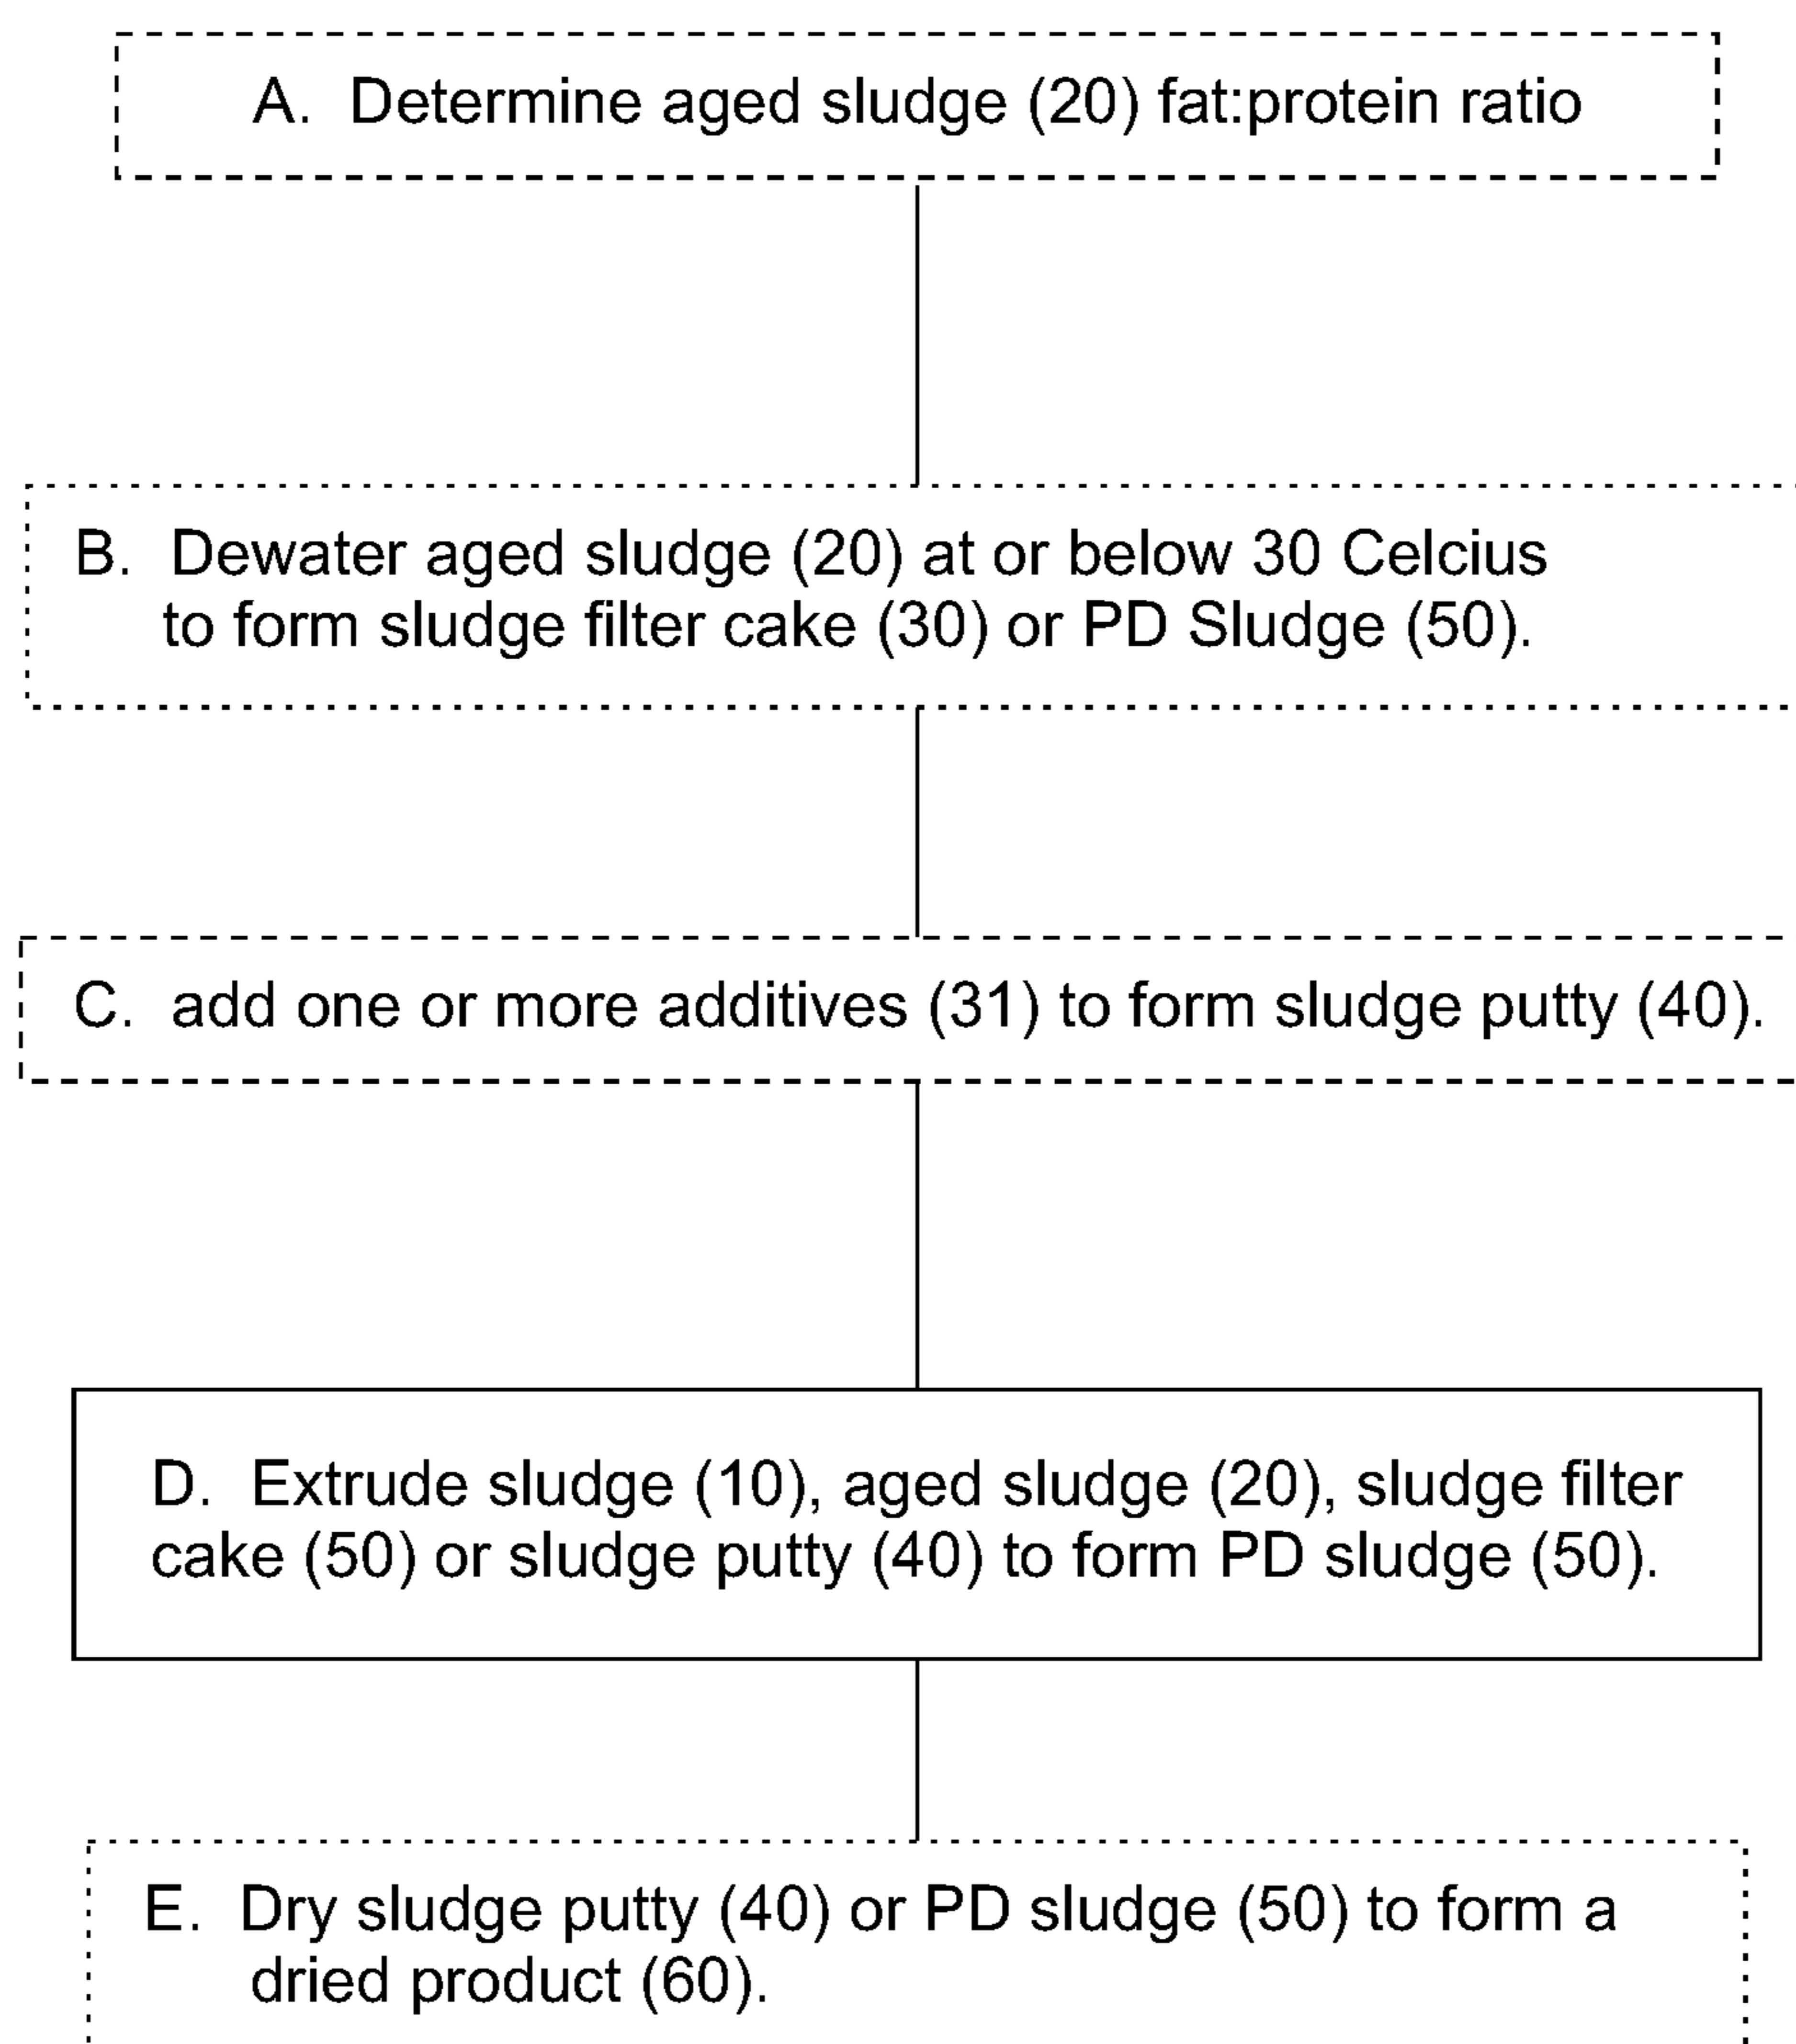 A. Determine aged sludge (20) fat:protein ratio
B. Dewater aged sludge (20) at or below 30 Celcius
to form sludge filter cake (30) or PD Sludge (50).
C. add one or more additives (31) to form sludge putty (40).
D. Extrude sludge (10), aged sludge (20), sludge filter
cake (50) or sludge putty (40) to form PD sludge (50).
E. Dry sludge putty (40) or PD sludge (50) to form a
dried product (60).